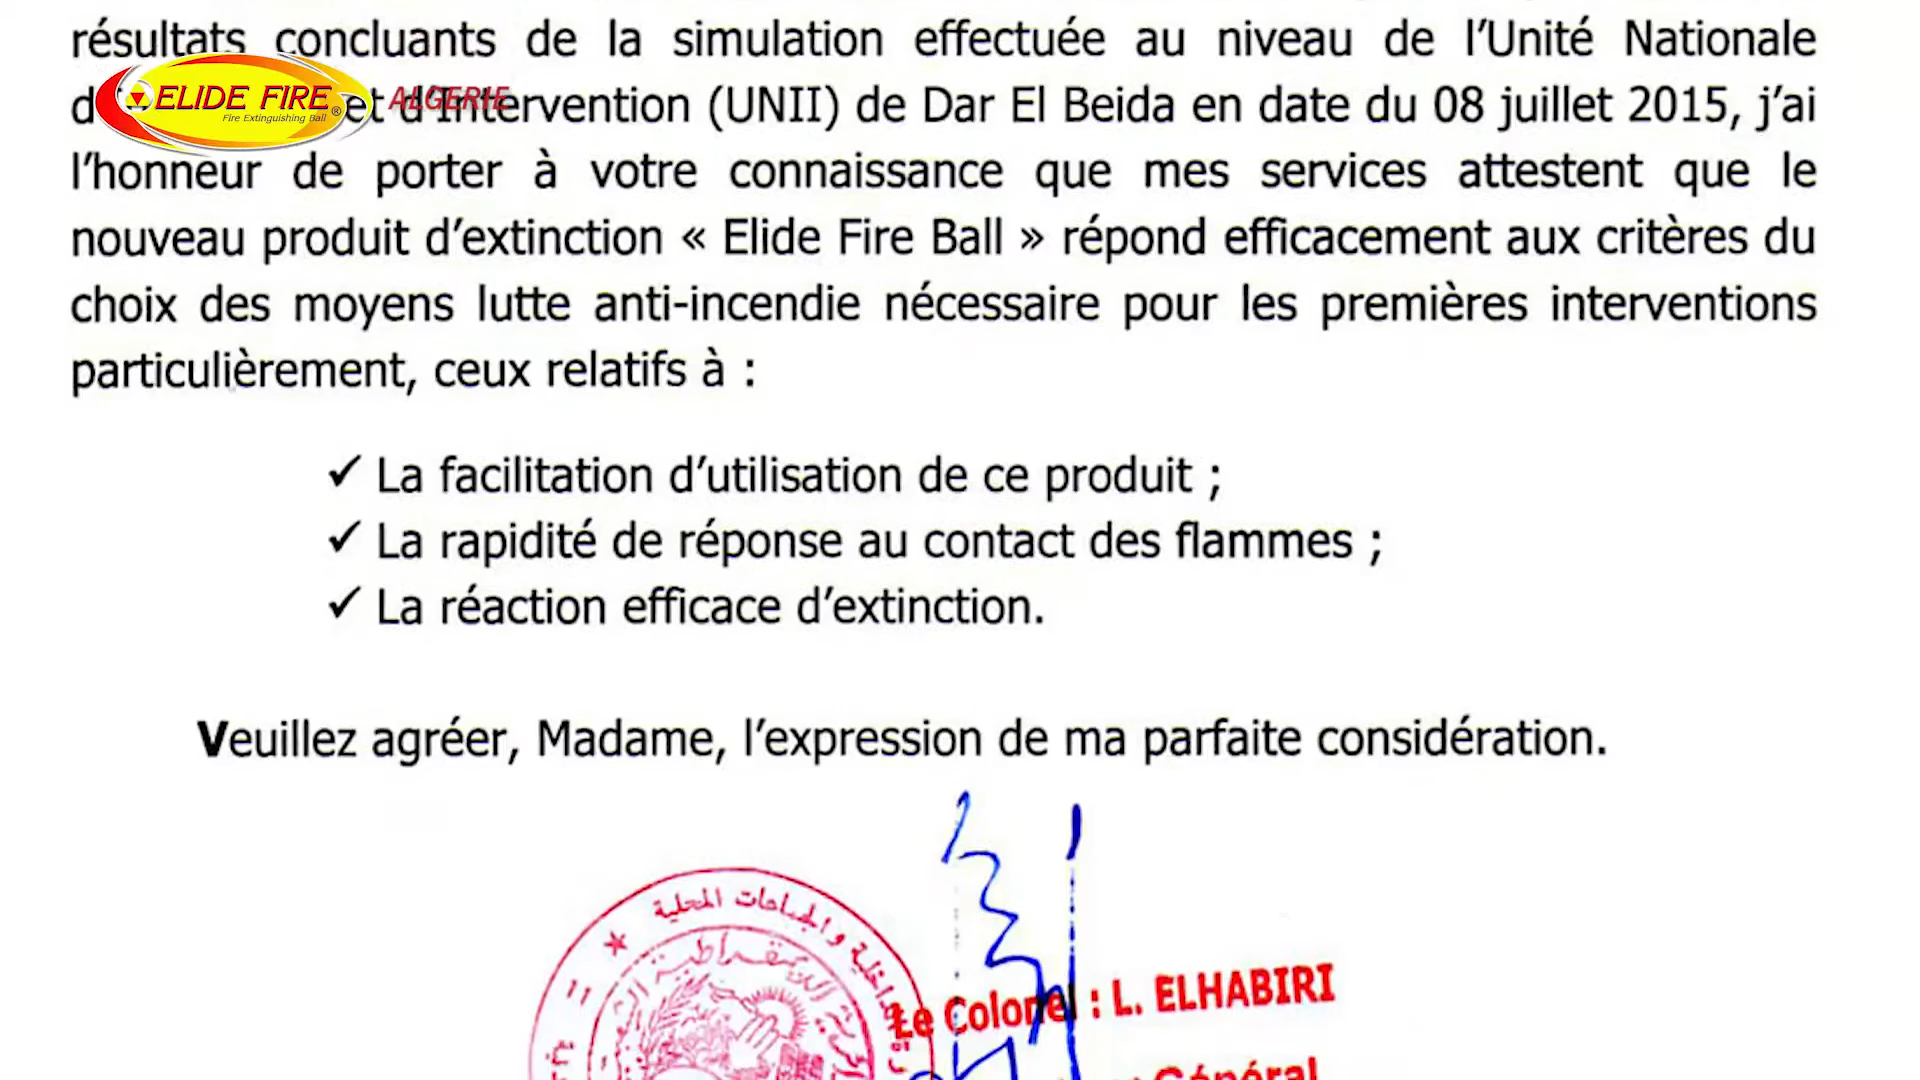 résultats concluants de la simulation effectuée au niveau de l’Unité Nationale
ELIDE FIRE®
Fire Extinguishing Ball
ALGERIE
et d’Intervention (UNII) de Dar El Beida en date du 08 juillet 2015, j’ai
l’honneur de porter à votre connaissance que mes services attestent que le
nouveau produit d’extinction « Elide Fire Ball » répond efficacement aux critères du
choix des moyens lutte anti-incendie nécessaire pour les premières interventions
particulièrement, ceux relatifs à :
✓ La facilitation d’utilisation de ce produit ;
✓ La rapidité de réponse au contact des flammes ;
✓ La réaction efficace d’extinction.
Veuillez agréer, Madame, l’expression de ma parfaite considération.
الداخلية والجماعات المحلية
Le Colonel : L. ELHABIRI
Général